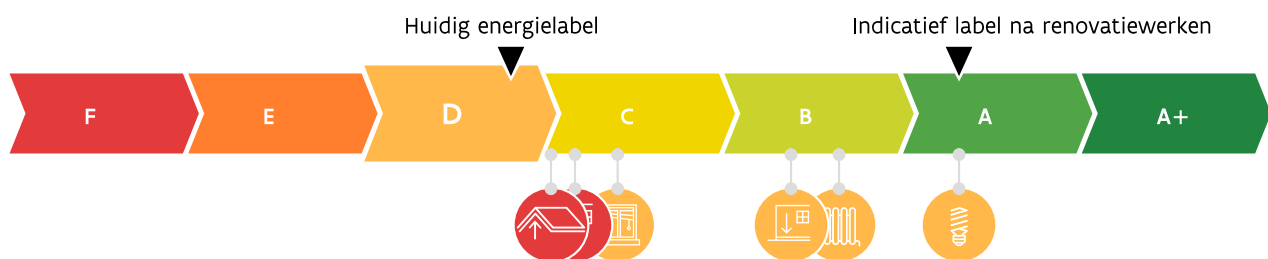 Huidig energielabel
Indicatief label na renovatiewerken
F
E
D
C
B
A
A+